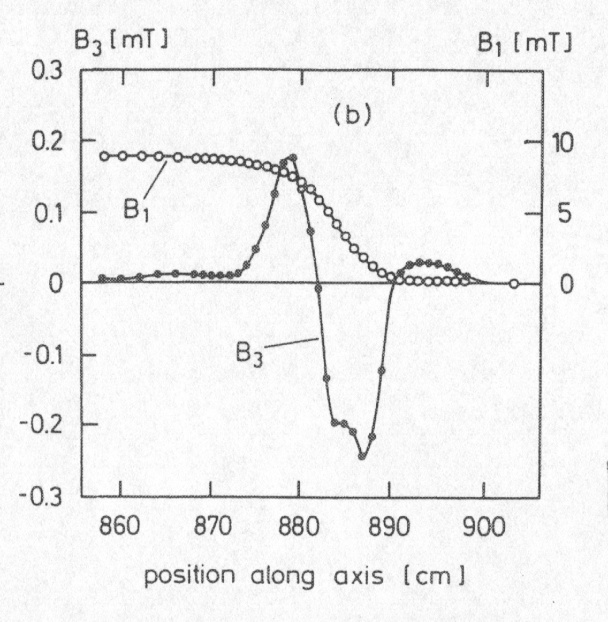 B₃ [mT] B₁ [mT]
0.3
(b)
0.2 10
0.1 5
B₁
0 0
-0.1
B₃
-0.2
-0.3
860 870 880 890 900
position along axis [cm]